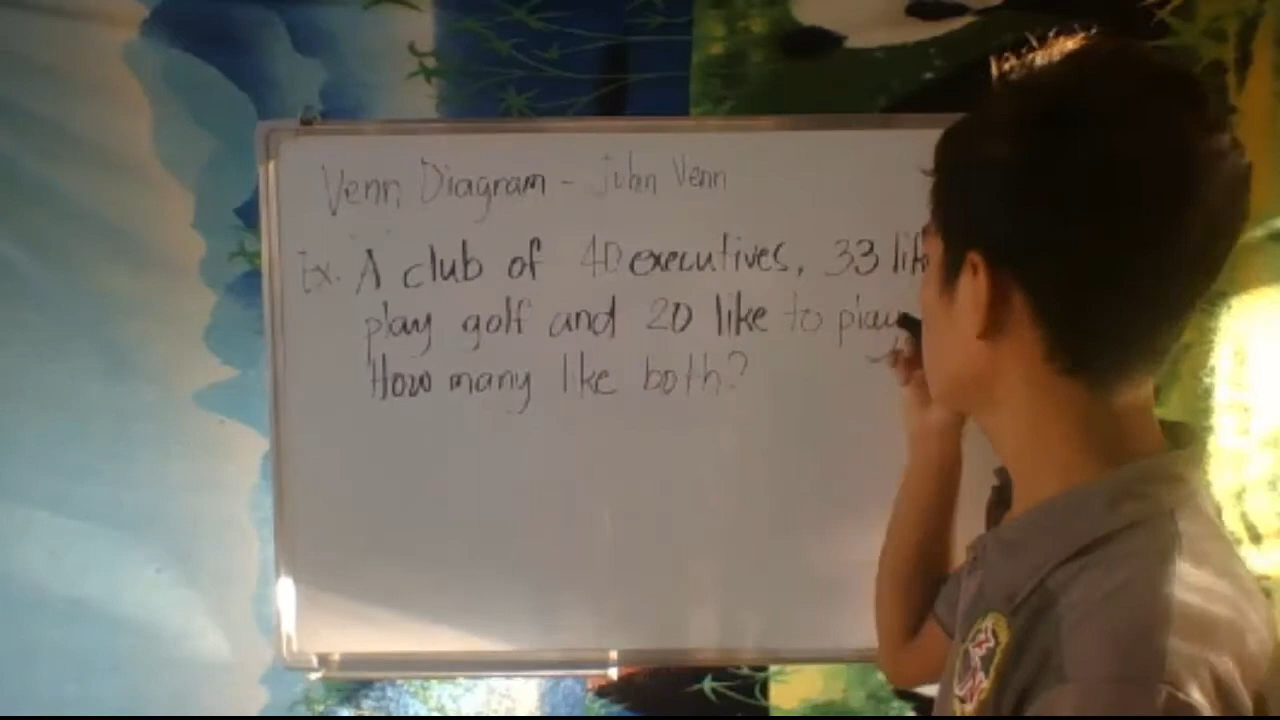 Venn Diagram - John Venn
Ex. A club of 40 executives, 33 like
play golf and 20 like to play
How many like both?